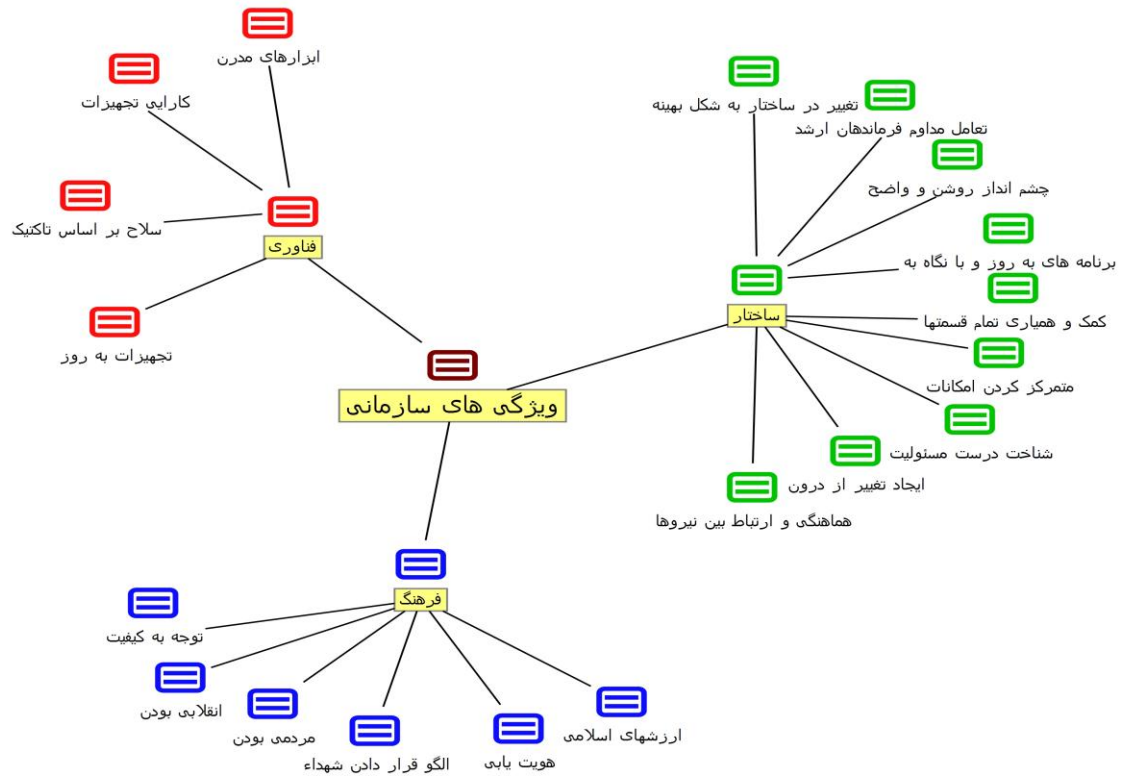 ابزارهای مدرن
کارایی تجهیزات
سلاح بر اساس تاکتیک
فناوری
تجهیزات به روز
تغییر در ساختار به شکل بهینه
تعامل مداوم فرماندهان ارشد
چشم انداز روشن و واضح
برنامه های به روز و با نگاه به
ساختار
کمک و همیاری تمام قسمتها
متمرکز کردن امکانات
شناخت درست مسئولیت
ایجاد تغییر از درون
هماهنگی و ارتباط بین نیروها
ویژگی های سازمانی
فرهنگ
توجه به کیفیت
انقلابی بودن
مردمی بودن
الگو قرار دادن شهداء
هویت یابی
ارزشهای اسلامی